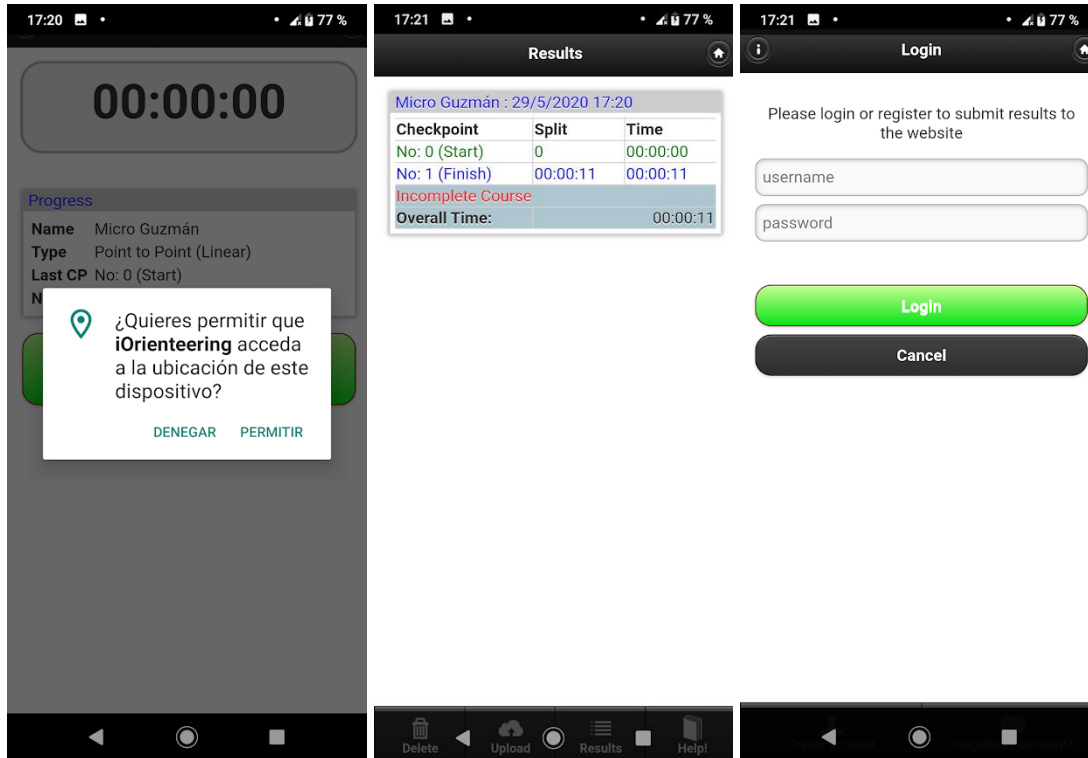 17:20
77 %
00:00:00
Progress
Name Micro Guzmán
Type Point to Point (Linear)
Last CP No: 0 (Start)
N
¿Quieres permitir que
iOrienteering acceda
a la ubicación de este
dispositivo?
DENEGAR PERMITIR
17:21
77 %
Results
Micro Guzmán : 29/5/2020 17:20
Checkpoint Split Time
No: 0 (Start) 0 00:00:00
No: 1 (Finish) 00:00:11 00:00:11
Incomplete Course
Overall Time: 00:00:11
Delete Upload Results Help!
17:21
77 %
Login
Please login or register to submit results to
the website
username
password
Login
Cancel